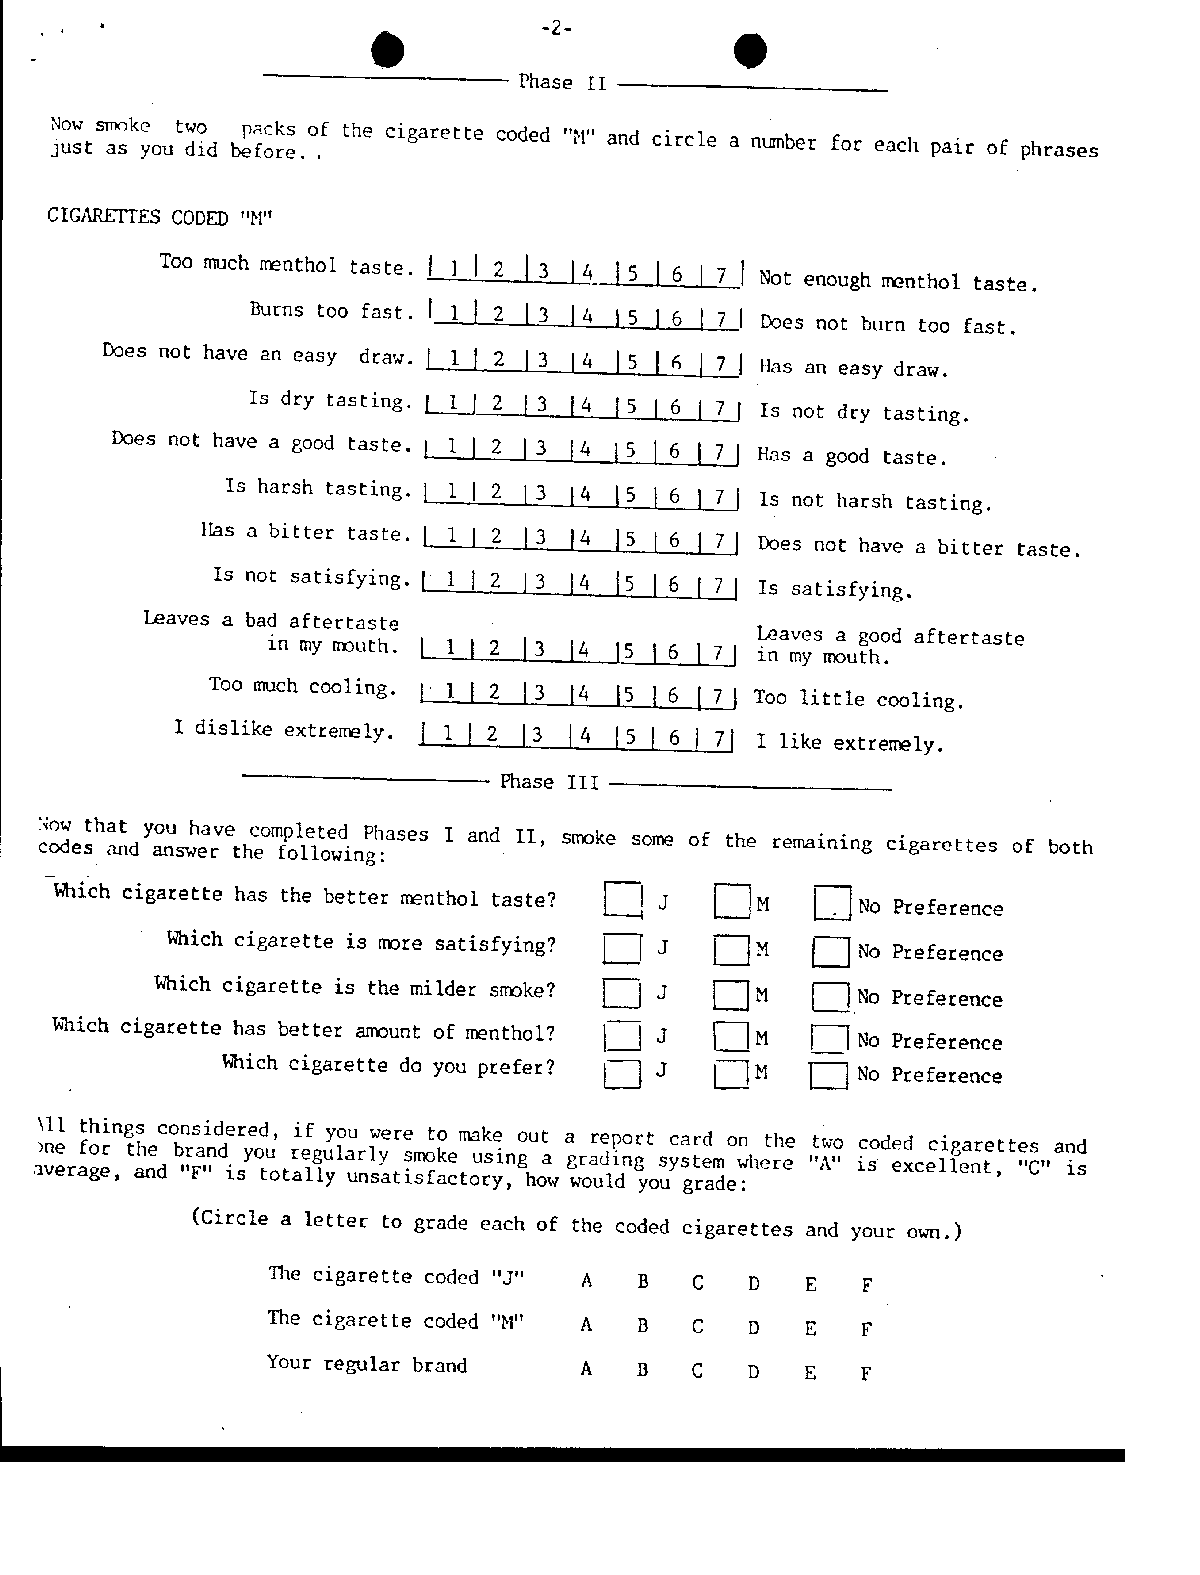 -2-
Phase II
Now smoke two packs of the cigarette coded "M" and circle a number for each pair of phrases
just as you did before.
CIGARETTES CODED "M"
Too much menthol taste. | 1 | 2 | 3 | 4 | 5 | 6 | 7 | Not enough menthol taste.
Burns too fast. | 1 | 2 | 3 | 4 | 5 | 6 | 7 | Does not burn too fast.
Does not have an easy draw. | 1 | 2 | 3 | 4 | 5 | 6 | 7 | Has an easy draw.
Is dry tasting. | 1 | 2 | 3 | 4 | 5 | 6 | 7 | Is not dry tasting.
Does not have a good taste. | 1 | 2 | 3 | 4 | 5 | 6 | 7 | Has a good taste.
Is harsh tasting. | 1 | 2 | 3 | 4 | 5 | 6 | 7 | Is not harsh tasting.
Has a bitter taste. | 1 | 2 | 3 | 4 | 5 | 6 | 7 | Does not have a bitter taste.
Is not satisfying. | 1 | 2 | 3 | 4 | 5 | 6 | 7 | Is satisfying.
Leaves a bad aftertaste Leaves a good aftertaste
in my mouth. | 1 | 2 | 3 | 4 | 5 | 6 | 7 | in my mouth.
Too much cooling. | 1 | 2 | 3 | 4 | 5 | 6 | 7 | Too little cooling.
I dislike extremely. | 1 | 2 | 3 | 4 | 5 | 6 | 7 | I like extremely.
Phase III
Now that you have completed Phases I and II, smoke some of the remaining cigarettes of both
codes and answer the following:
Which cigarette has the better menthol taste? J M No Preference
Which cigarette is more satisfying? J M No Preference
Which cigarette is the milder smoke? J M No Preference
Which cigarette has better amount of menthol? J M No Preference
Which cigarette do you prefer? J M No Preference
All things considered, if you were to make out a report card on the two coded cigarettes and
one for the brand you regularly smoke using a grading system where "A" is excellent, "C" is
average, and "F" is totally unsatisfactory, how would you grade:
(Circle a letter to grade each of the coded cigarettes and your own.)
The cigarette coded "J" A B C D E F
The cigarette coded "M" A B C D E F
Your regular brand A B C D E F